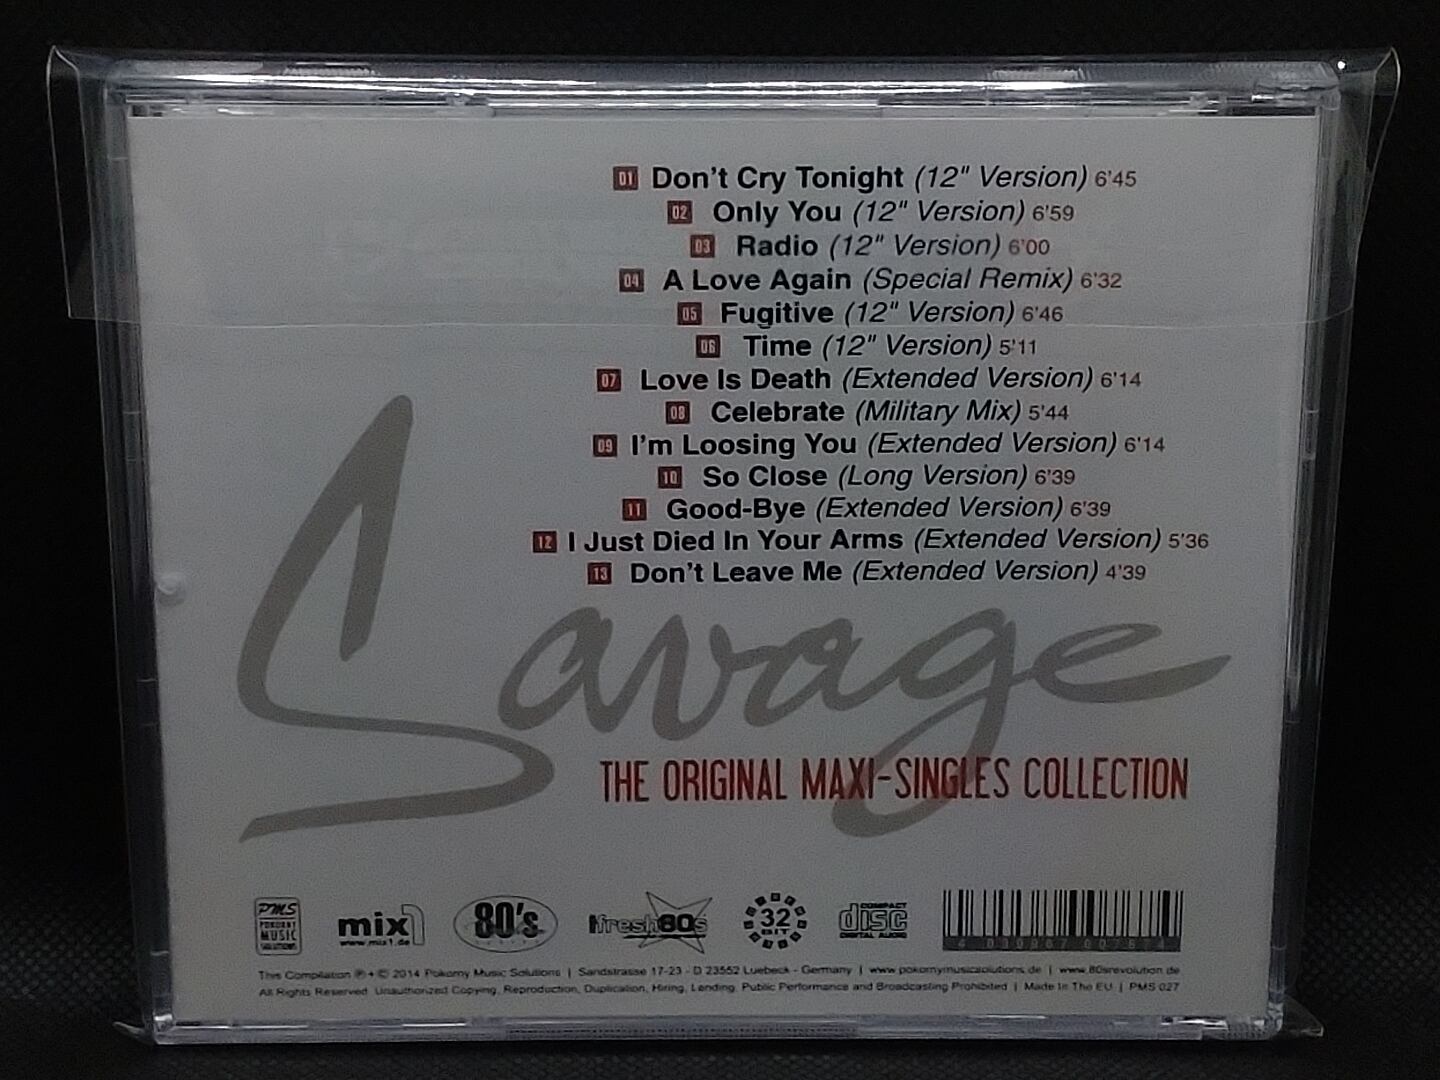 01 Don't Cry Tonight (12" Version) 6'45
02 Only You (12" Version) 6'59
03 Radio (12" Version) 6'00
04 A Love Again (Special Remix) 6'32
05 Fugitive (12" Version) 6'46
06 Time (12" Version) 5'11
07 Love Is Death (Extended Version) 6'14
08 Celebrate (Military Mix) 5'44
09 I'm Loosing You (Extended Version) 6'14
10 So Close (Long Version) 6'39
11 Good-Bye (Extended Version) 6'39
12 I Just Died In Your Arms (Extended Version) 5'36
13 Don't Leave Me (Extended Version) 4'39
Savage
THE ORIGINAL MAXI-SINGLES COLLECTION
PMS
POKORNY
MUSIC
SOLUTIONS
mix1
www.mix1.de
80's
fresh80s
32
BIT
COMPACT
disc
DIGITAL AUDIO
This Compilation ℗ + © 2014 Pokorny Music Solutions | Sandstrasse 17-23 - D 23552 Luebeck - Germany | www.pokornymusicsolutions.de | www.80srevolution.de
All Rights Reserved. Unauthorized Copying, Reproduction, Duplication, Hiring, Lending, Public Performance and Broadcasting Prohibited | Made In The EU | PMS 027